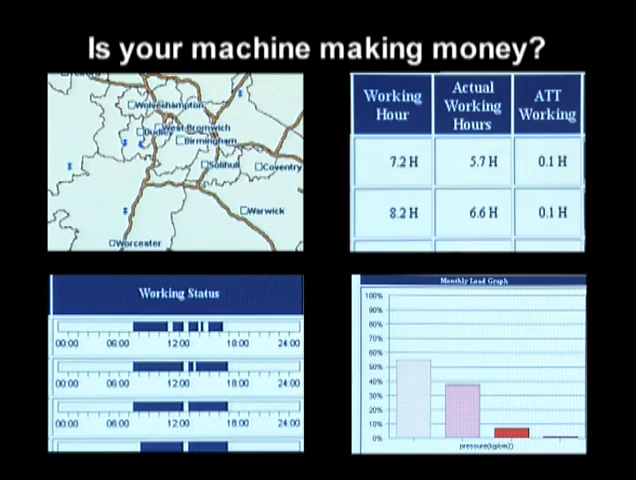 Is your machine making money?
Wolverhampton
Dudley
West Bromwich
Birmingham
Solihull
Coventry
Warwick
Worcester
Working Hour
Actual Working Hours
ATT Working
7.2 H
5.7 H
0.1 H
8.2 H
6.6 H
0.1 H
Working Status
00:00 06:00 12:00 18:00 24:00
00:00 06:00 12:00 18:00 24:00
00:00 06:00 12:00 18:00 24:00
Monthly Load Graph
100%
90%
80%
70%
60%
50%
40%
30%
20%
10%
0%
pressure(kg/cm2)